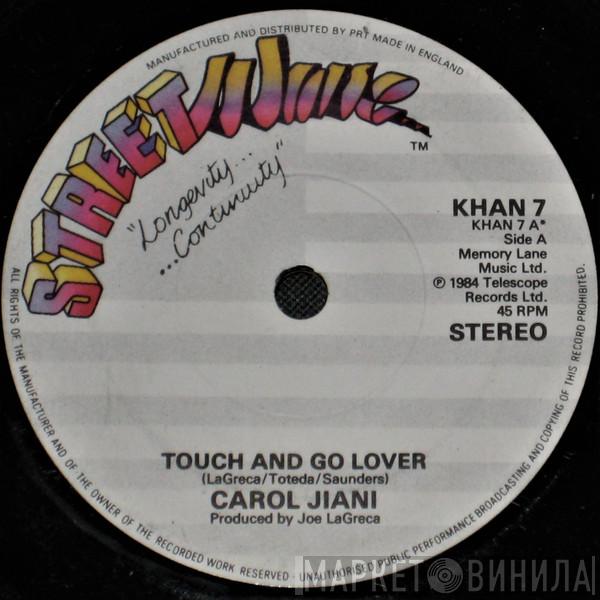 MANUFACTURED AND DISTRIBUTED BY PRT MADE IN ENGLAND
STREETWave
TM
"Longevity...
...Continuity"
KHAN 7
KHAN 7 A*
Side A
Memory Lane
Music Ltd.
℗ 1984 Telescope
Records Ltd.
45 RPM
STEREO
TOUCH AND GO LOVER
(LaGreca/Toteda/Saunders)
CAROL JIANI
Produced by Joe LaGreca
ALL RIGHTS OF THE MANUFACTURER AND OF THE OWNER OF THE RECORDED WORK RESERVED · UNAUTHORISED PUBLIC PERFORMANCE BROADCASTING AND COPYING OF THIS RECORD PROHIBITED.
МАРКЕТ ВИНИЛА